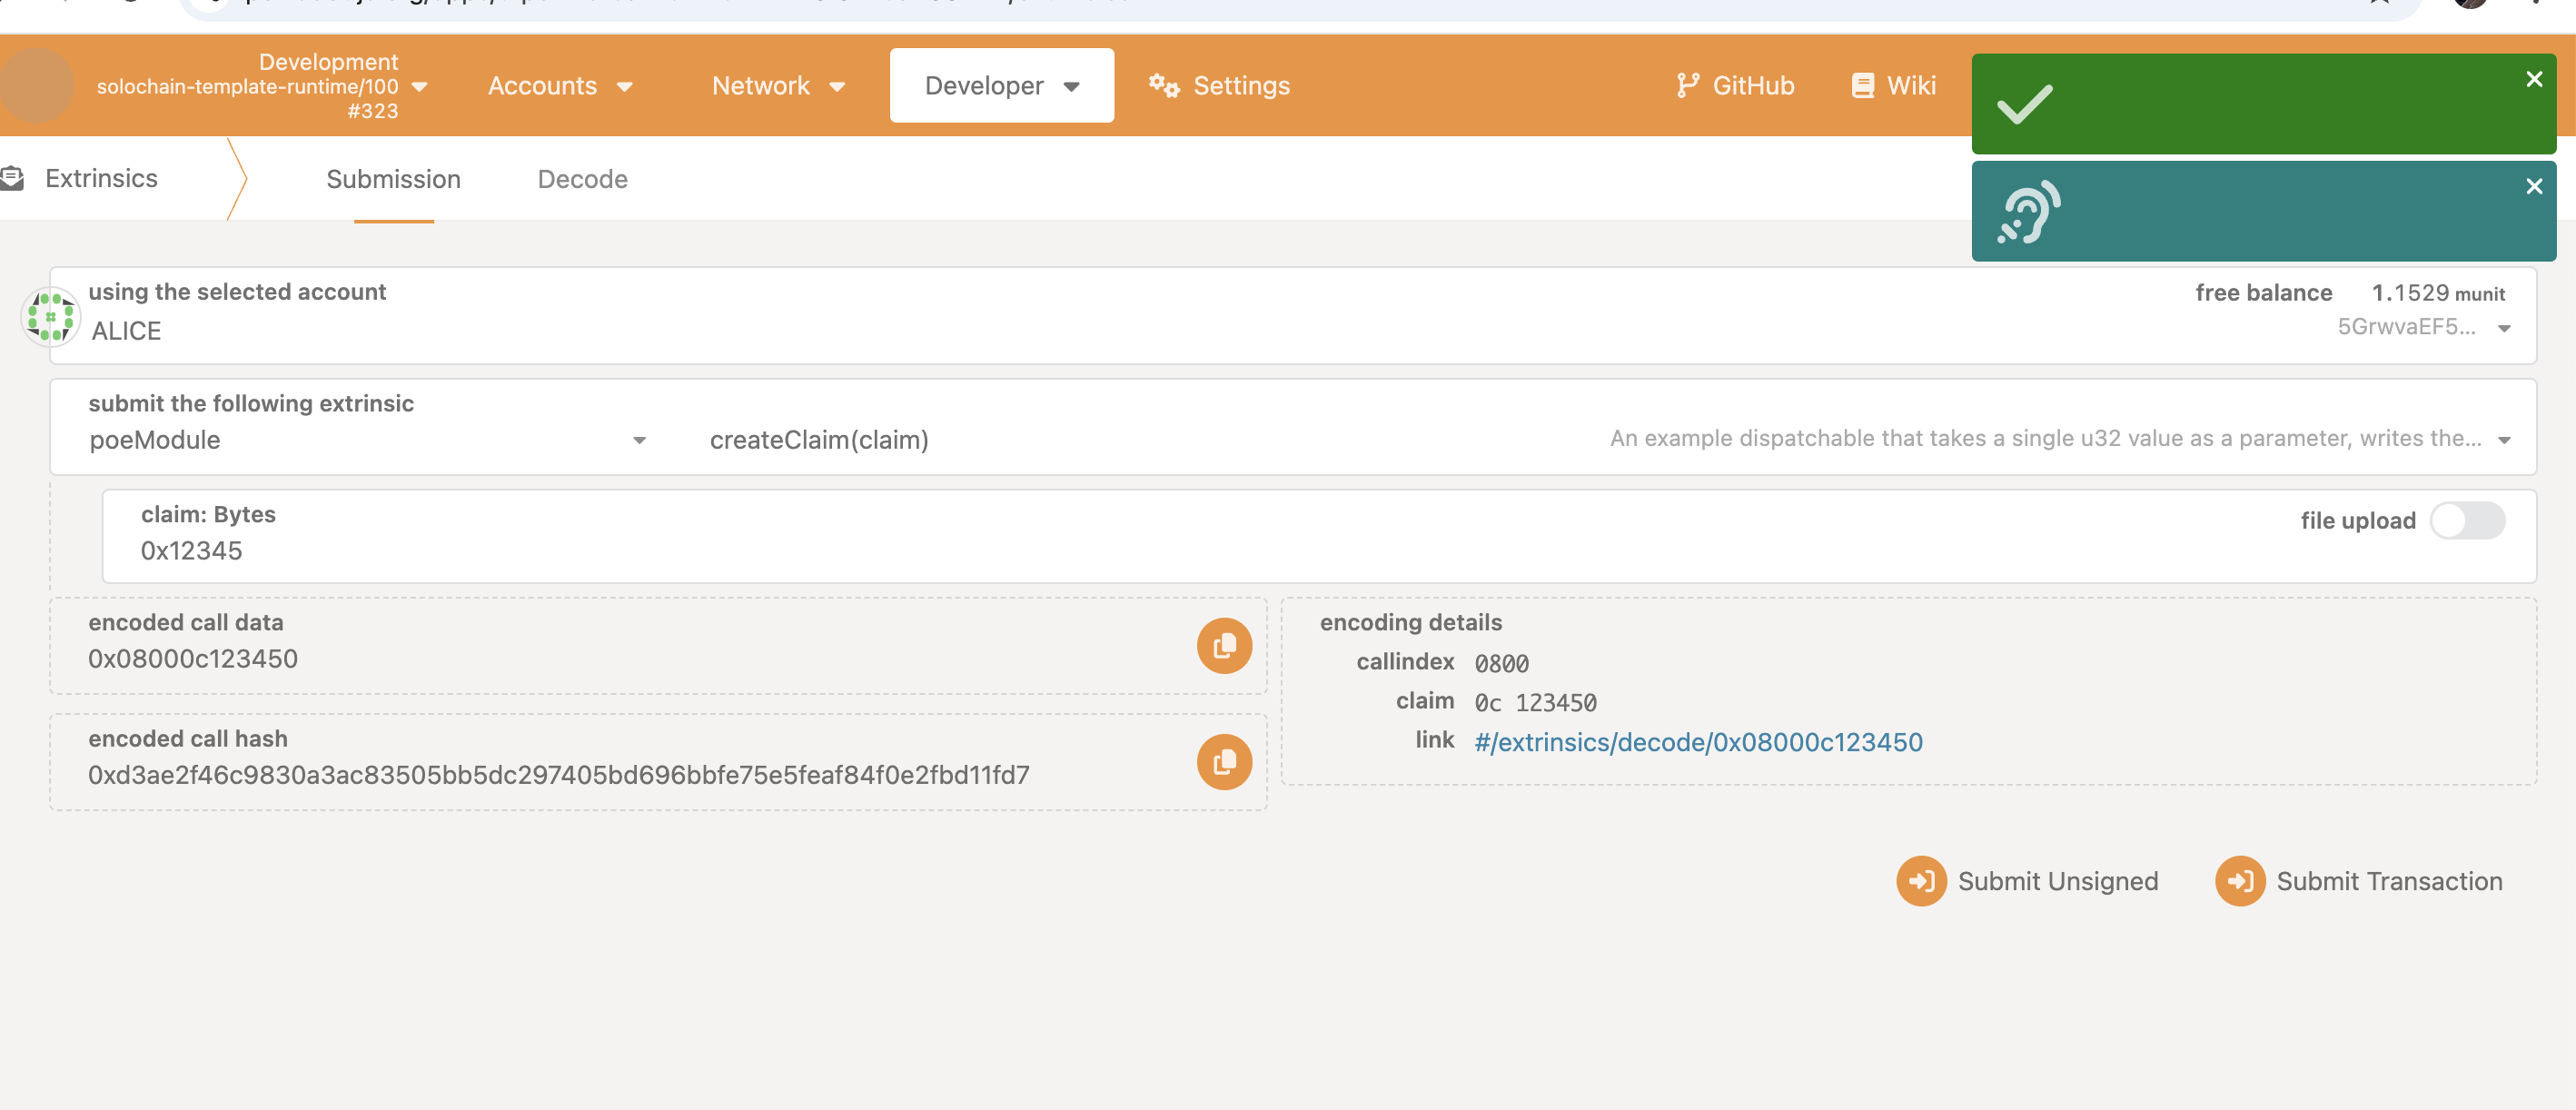 Development
solochain-template-runtime/100
#323
Accounts
Network
Developer
Settings
GitHub
Wiki
Extrinsics
Submission
Decode
using the selected account
ALICE
free balance 1.1529 munit
5GrwvaEF5...
submit the following extrinsic
poeModule
createClaim(claim)
An example dispatchable that takes a single u32 value as a parameter, writes the...
claim: Bytes
0x12345
file upload
encoded call data
0x08000c123450
encoded call hash
0xd3ae2f46c9830a3ac83505bb5dc297405bd696bbfe75e5feaf84f0e2fbd11fd7
encoding details
callindex 0800
claim 0c 123450
link #/extrinsics/decode/0x08000c123450
Submit Unsigned
Submit Transaction